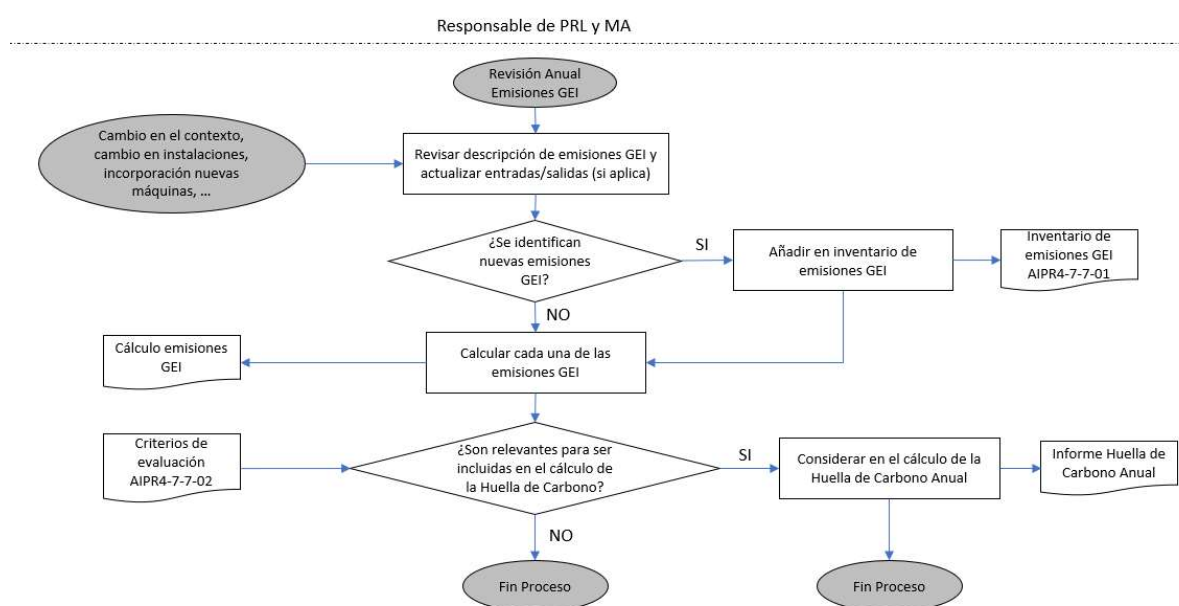 Responsable de PRL y MA
Revisión Anual
Emisiones GEI
Cambio en el contexto,
cambio en instalaciones,
incorporación nuevas
máquinas, ...
Revisar descripción de emisiones GEI y
actualizar entradas/salidas (si aplica)
¿Se identifican
nuevas emisiones
GEI?
SI
Añadir en inventario de
emisiones GEI
Inventario de
emisiones GEI
AIPR4-7-7-01
NO
Cálculo emisiones
GEI
Calcular cada una de las
emisiones GEI
Criterios de
evaluación
AIPR4-7-7-02
¿Son relevantes para ser
incluidas en el cálculo de
la Huella de Carbono?
SI
Considerar en el cálculo de la
Huella de Carbono Anual
Informe Huella de
Carbono Anual
NO
Fin Proceso
Fin Proceso